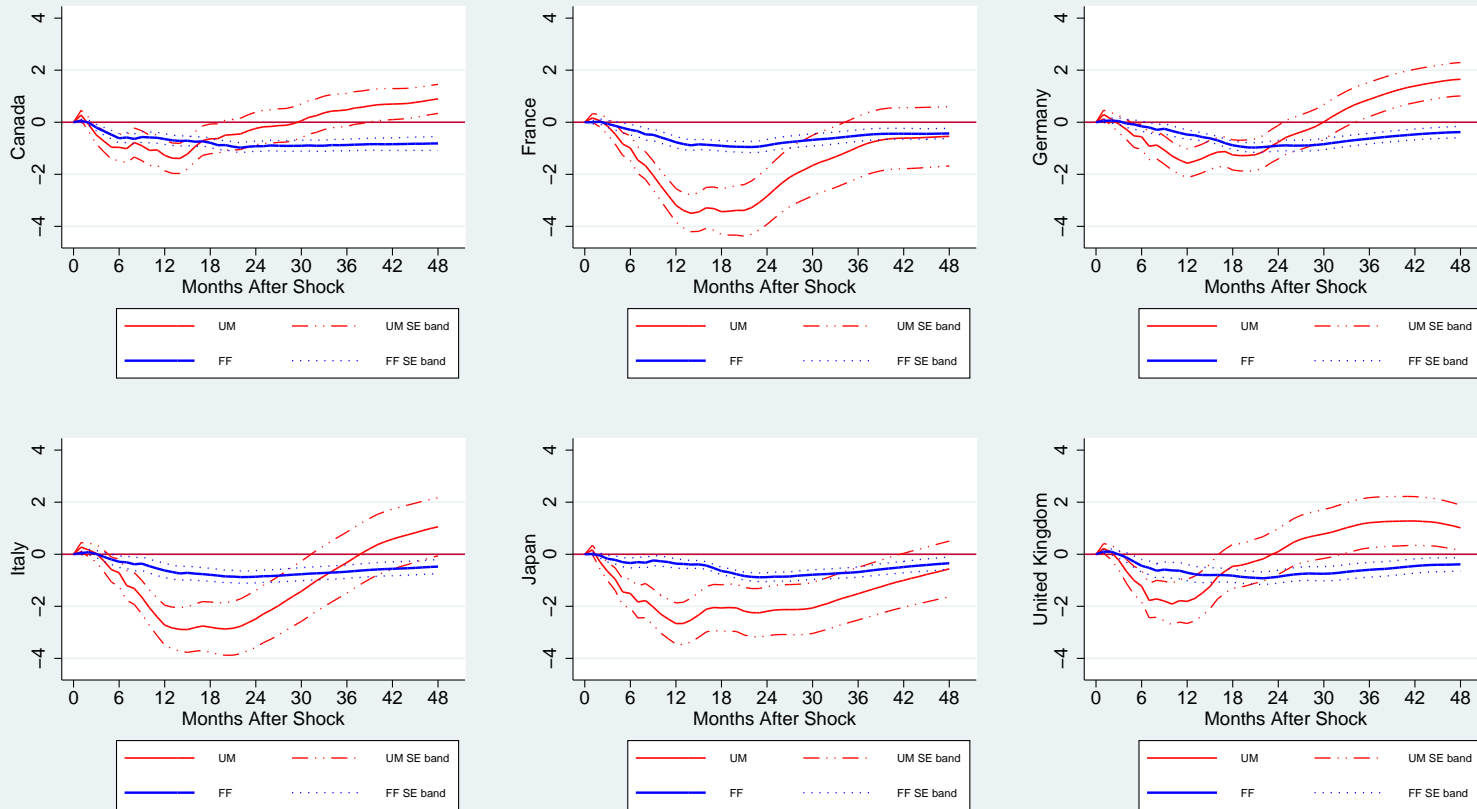 4
2
0
−2
−4
Canada
0 6 12 18 24 30 36 42 48
Months After Shock
UM UM SE band
FF FF SE band
4
2
0
−2
−4
France
0 6 12 18 24 30 36 42 48
Months After Shock
UM UM SE band
FF FF SE band
4
2
0
−2
−4
Germany
0 6 12 18 24 30 36 42 48
Months After Shock
UM UM SE band
FF FF SE band
4
2
0
−2
−4
Italy
0 6 12 18 24 30 36 42 48
Months After Shock
UM UM SE band
FF FF SE band
4
2
0
−2
−4
Japan
0 6 12 18 24 30 36 42 48
Months After Shock
UM UM SE band
FF FF SE band
4
2
0
−2
−4
United Kingdom
0 6 12 18 24 30 36 42 48
Months After Shock
UM UM SE band
FF FF SE band